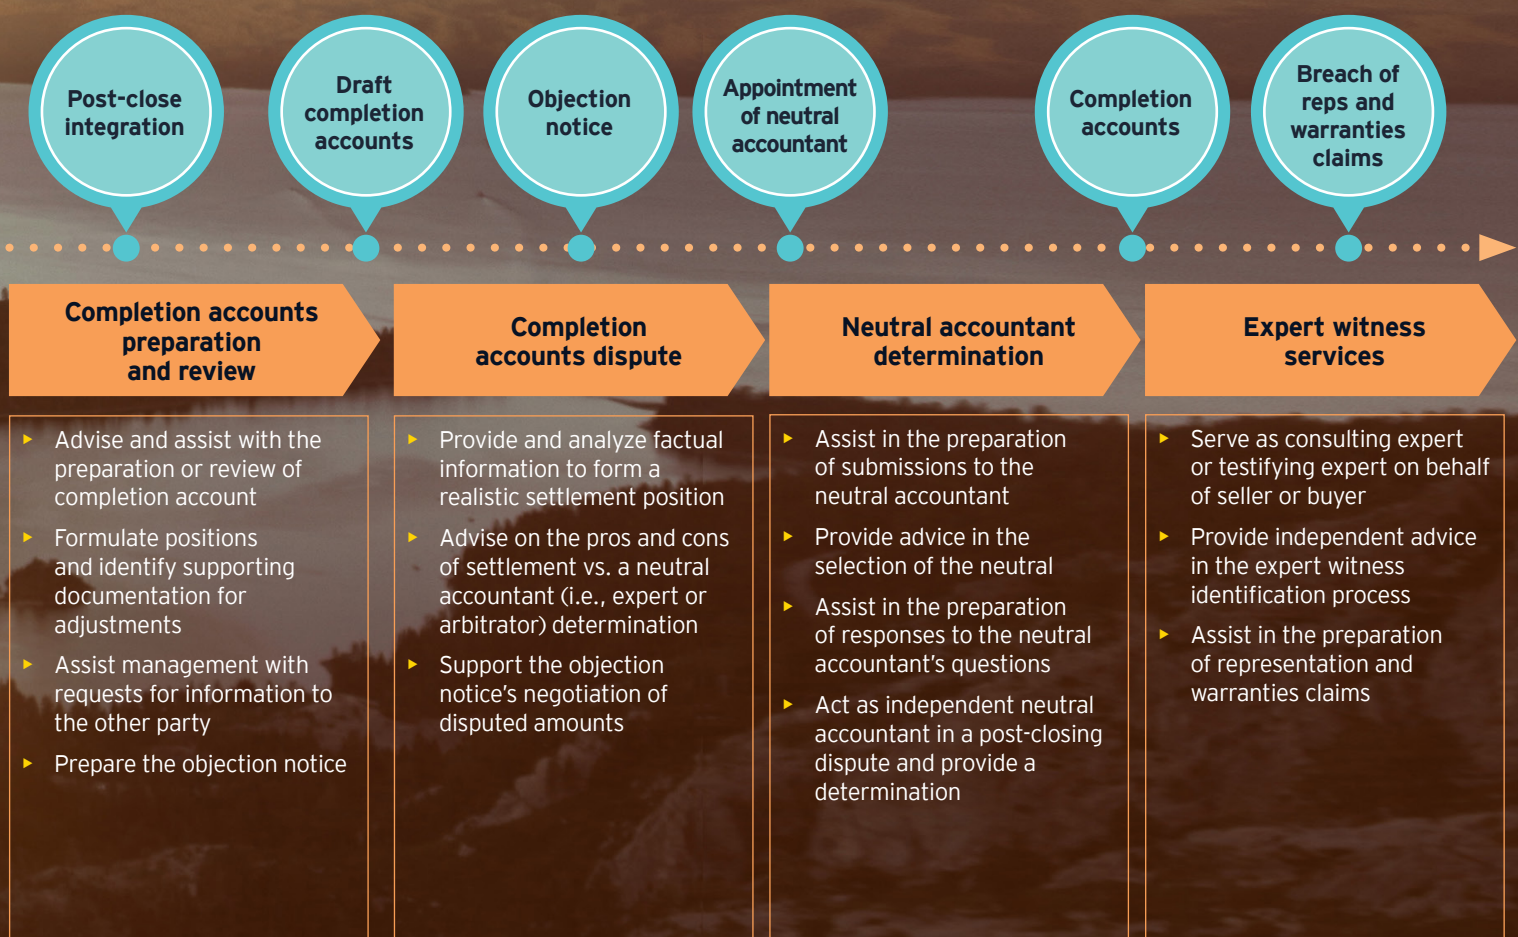 Post-close
integration
Draft
completion
accounts
Objection
notice
Appointment
of neutral
accountant
Completion
accounts
Breach of
reps and
warranties
claims
Completion accounts
preparation
and review
Completion
accounts dispute
Neutral accountant
determination
Expert witness
services
Advise and assist with the
preparation or review of
completion account
Formulate positions
and identify supporting
documentation for
adjustments
Assist management with
requests for information to
the other party
Prepare the objection notice
Provide and analyze factual
information to form a
realistic settlement position
Advise on the pros and cons
of settlement vs. a neutral
accountant (i.e., expert or
arbitrator) determination
Support the objection
notice's negotiation of
disputed amounts
Assist in the preparation
of submissions to the
neutral accountant
Provide advice in the
selection of the neutral
Assist in the preparation
of responses to the neutral
accountant's questions
Act as independent neutral
accountant in a post-closing
dispute and provide a
determination
Serve as consulting expert
or testifying expert on behalf
of seller or buyer
Provide independent advice
in the expert witness
identification process
Assist in the preparation
of representation and
warranties claims